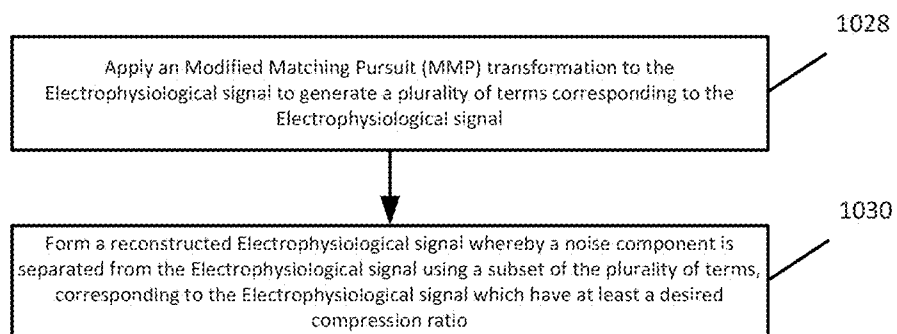 1028
Apply an Modified Matching Pursuit (MMP) transformation to the
Electrophysiological signal to generate a plurality of terms corresponding to the
Electrophysiological signal
1030
Form a reconstructed Electrophysiological signal whereby a noise component is
separated from the Electrophysiological signal using a subset of the plurality of terms,
corresponding to the Electrophysiological signal which have at least a desired
compression ratio